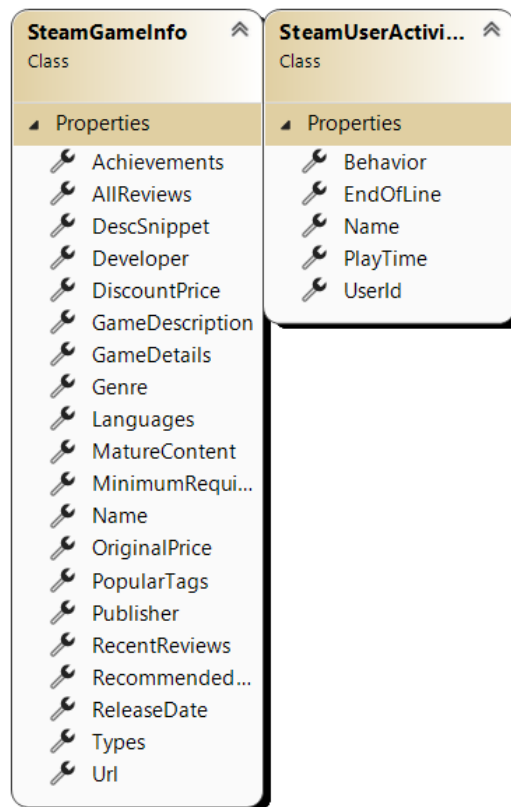 SteamGameInfo
Class
Properties
Achievements
AllReviews
DescSnippet
Developer
DiscountPrice
GameDescription
GameDetails
Genre
Languages
MatureContent
MinimumRequi...
Name
OriginalPrice
PopularTags
Publisher
RecentReviews
Recommended...
ReleaseDate
Types
Url
SteamUserActivi...
Class
Properties
Behavior
EndOfLine
Name
PlayTime
UserId